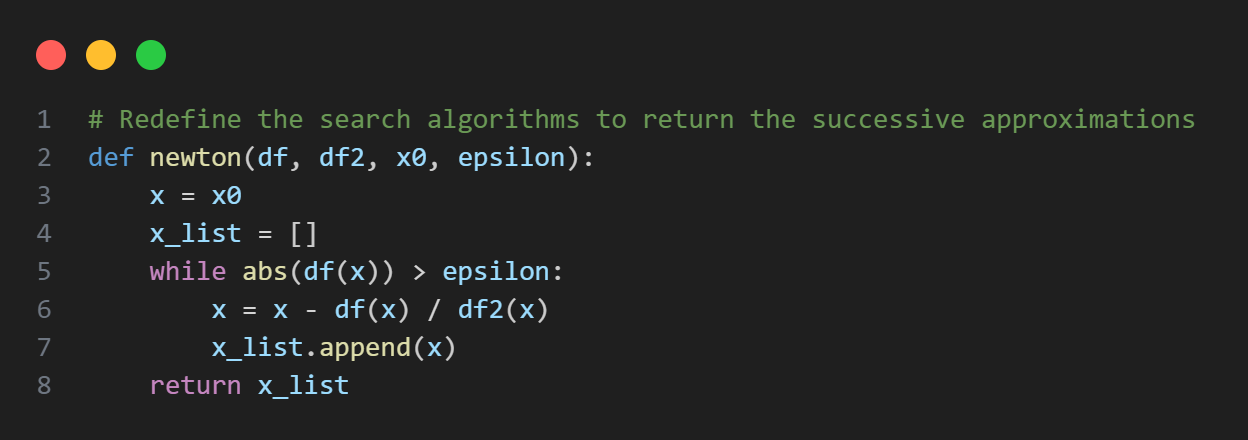 1 # Redefine the search algorithms to return the successive approximations
2 def newton(df, df2, x0, epsilon):
3     x = x0
4     x_list = []
5     while abs(df(x)) > epsilon:
6         x = x - df(x) / df2(x)
7         x_list.append(x)
8     return x_list